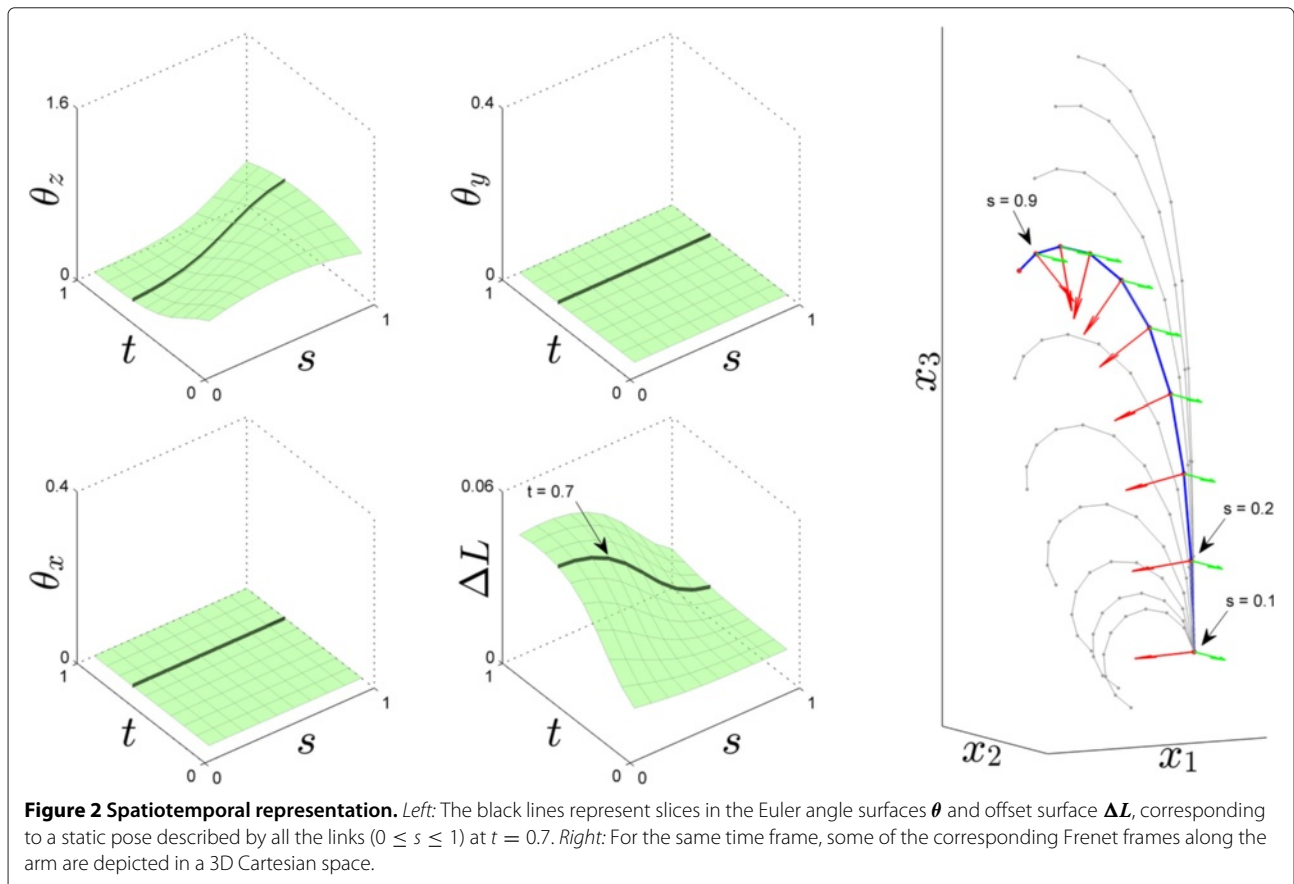 1.6
θz
0
1
t
0 0
s
1
0.4
θy
0
1
t
0 0
s
1
0.4
θx
0
1
t
0 0
s
1
0.06
t = 0.7
ΔL
0
1
t
0 0
s
1
s = 0.9
x3
s = 0.2
s = 0.1
x2
x1
Figure 2 Spatiotemporal representation. Left: The black lines represent slices in the Euler angle surfaces θ and offset surface ΔL, corresponding
to a static pose described by all the links (0 ≤ s ≤ 1) at t = 0.7. Right: For the same time frame, some of the corresponding Frenet frames along the
arm are depicted in a 3D Cartesian space.